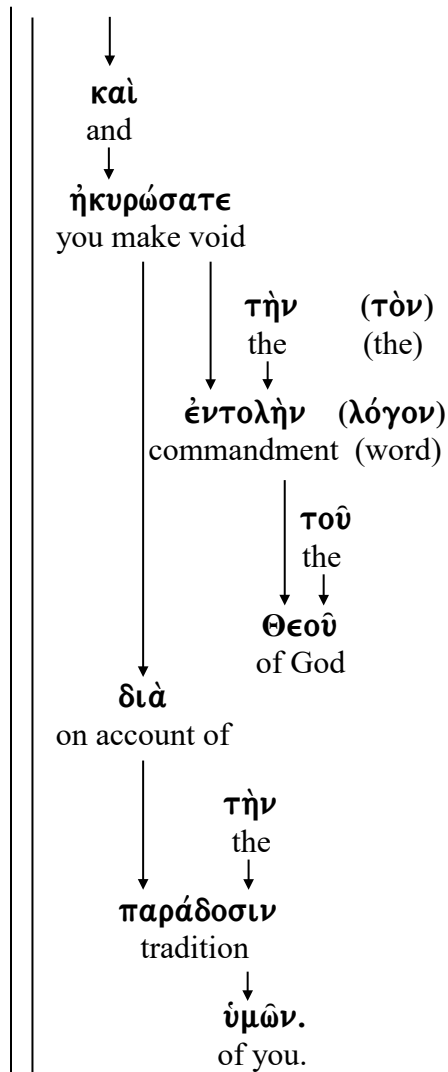 καὶ
and
ἠκυρώσατε
you make void
τὴν (τὸν)
the (the)
ἐντολὴν (λόγον)
commandment (word)
τοῦ
the
Θεοῦ
of God
διὰ
on account of
τὴν
the
παράδοσιν
tradition
ὑμῶν.
of you.